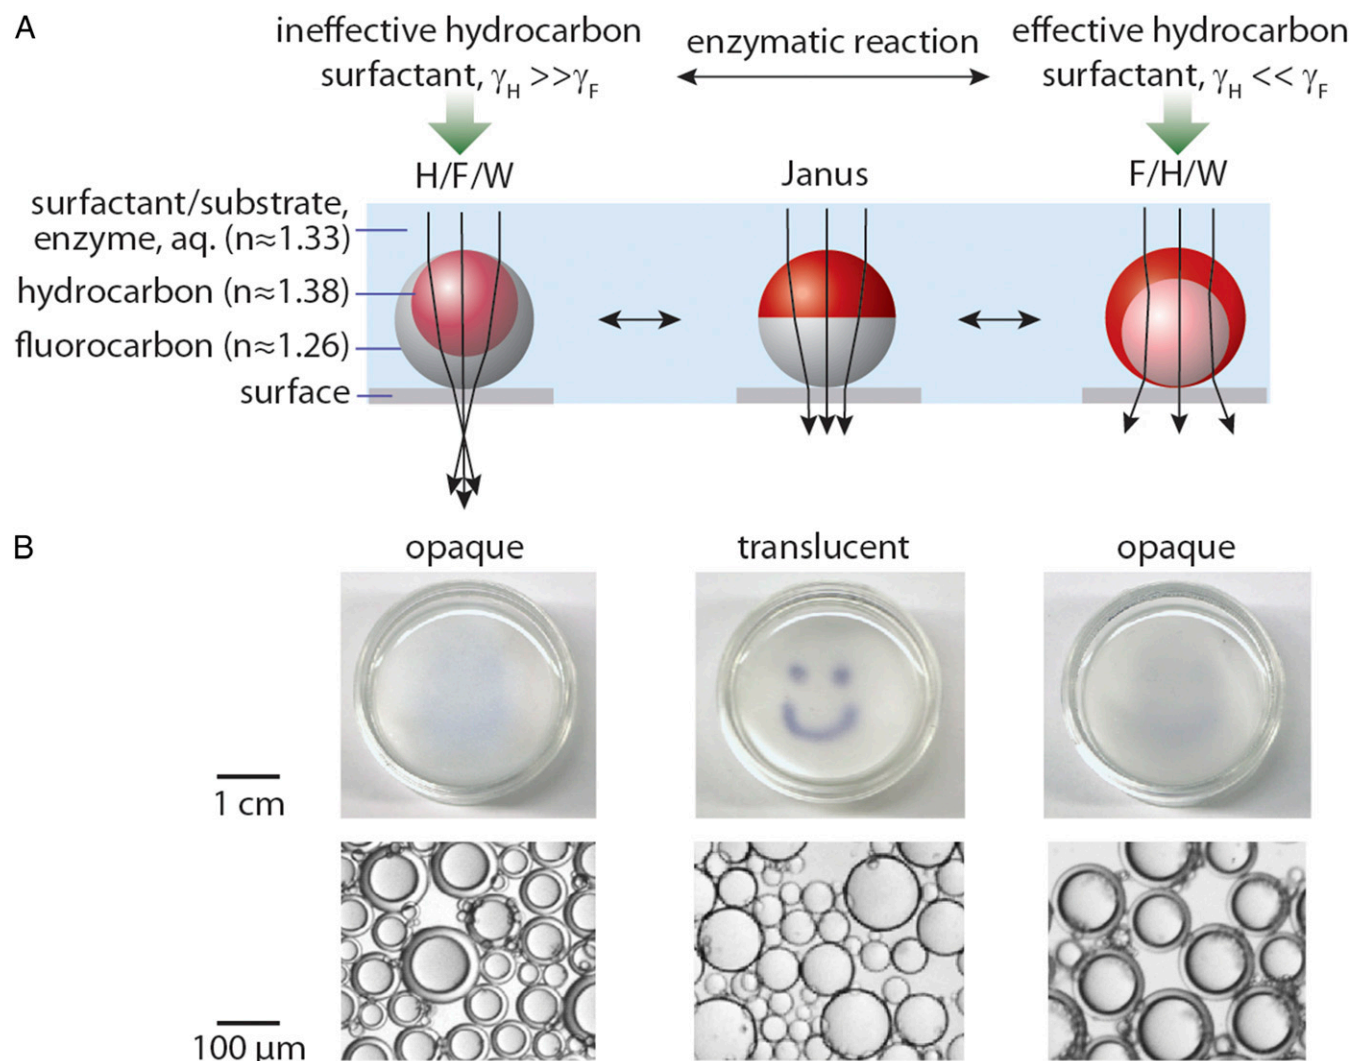 A
ineffective hydrocarbon
surfactant, γH >>γF
enzymatic reaction
effective hydrocarbon
surfactant, γH << γF
H/F/W
Janus
F/H/W
surfactant/substrate,
enzyme, aq. (n≈1.33)
hydrocarbon (n≈1.38)
fluorocarbon (n≈1.26)
surface
B
opaque
translucent
opaque
1 cm
100 μm